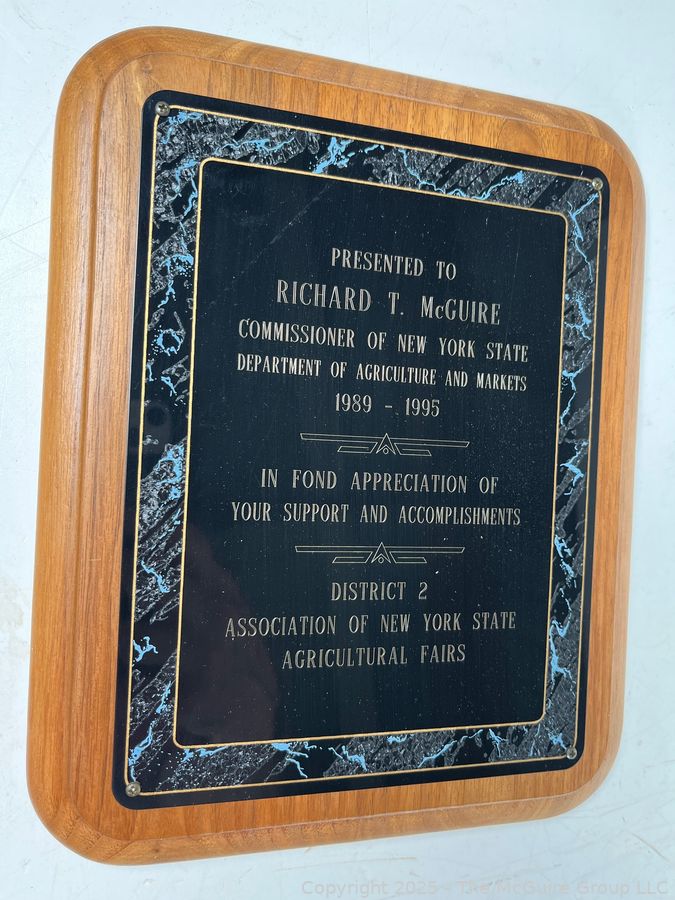 PRESENTED TO
RICHARD T. McGUIRE
COMMISSIONER OF NEW YORK STATE
DEPARTMENT OF AGRICULTURE AND MARKETS
1989 - 1995
IN FOND APPRECIATION OF
YOUR SUPPORT AND ACCOMPLISHMENTS
DISTRICT 2
ASSOCIATION OF NEW YORK STATE
AGRICULTURAL FAIRS
Copyright 2025 - The McGuire Group LLC